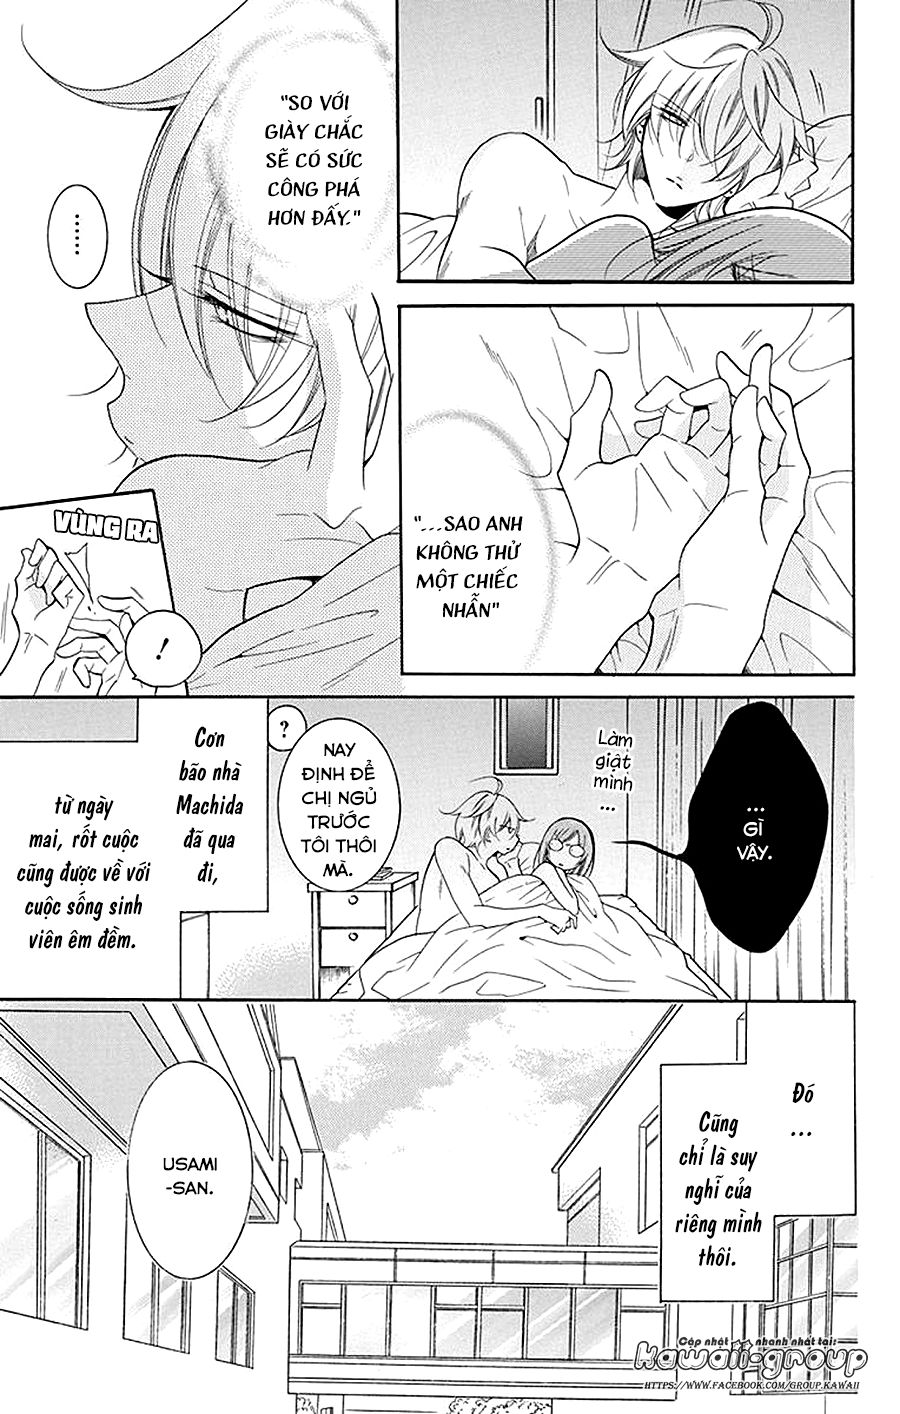 "SO VỚI
GIÀY CHẮC
SẼ CÓ SỨC
CÔNG PHÁ
HƠN ĐẤY."
......
"...SAO ANH
KHÔNG THỬ
MỘT CHIẾC
NHẪN"
VÙNG RA
!
...
GÌ
VẬY.
Làm
giật
mình
...
?
NAY
ĐỊNH ĐỂ
CHỊ NGỦ
TRƯỚC
TÔI THÔI
MÀ.
Cơn
bão nhà
Machida
đã qua
đi,
từ ngày
mai, rốt cuộc
cũng được về với
cuộc sống sinh
viên êm đềm.
Đó
...
Cũng
chỉ là suy
nghĩ của
riêng mình
thôi.
USAMI
-SAN.
Cập nhật nhanh nhất tại:
kawaii-group
HTTPS://WWW.FACEBOOK.COM/GROUP.KAWAII